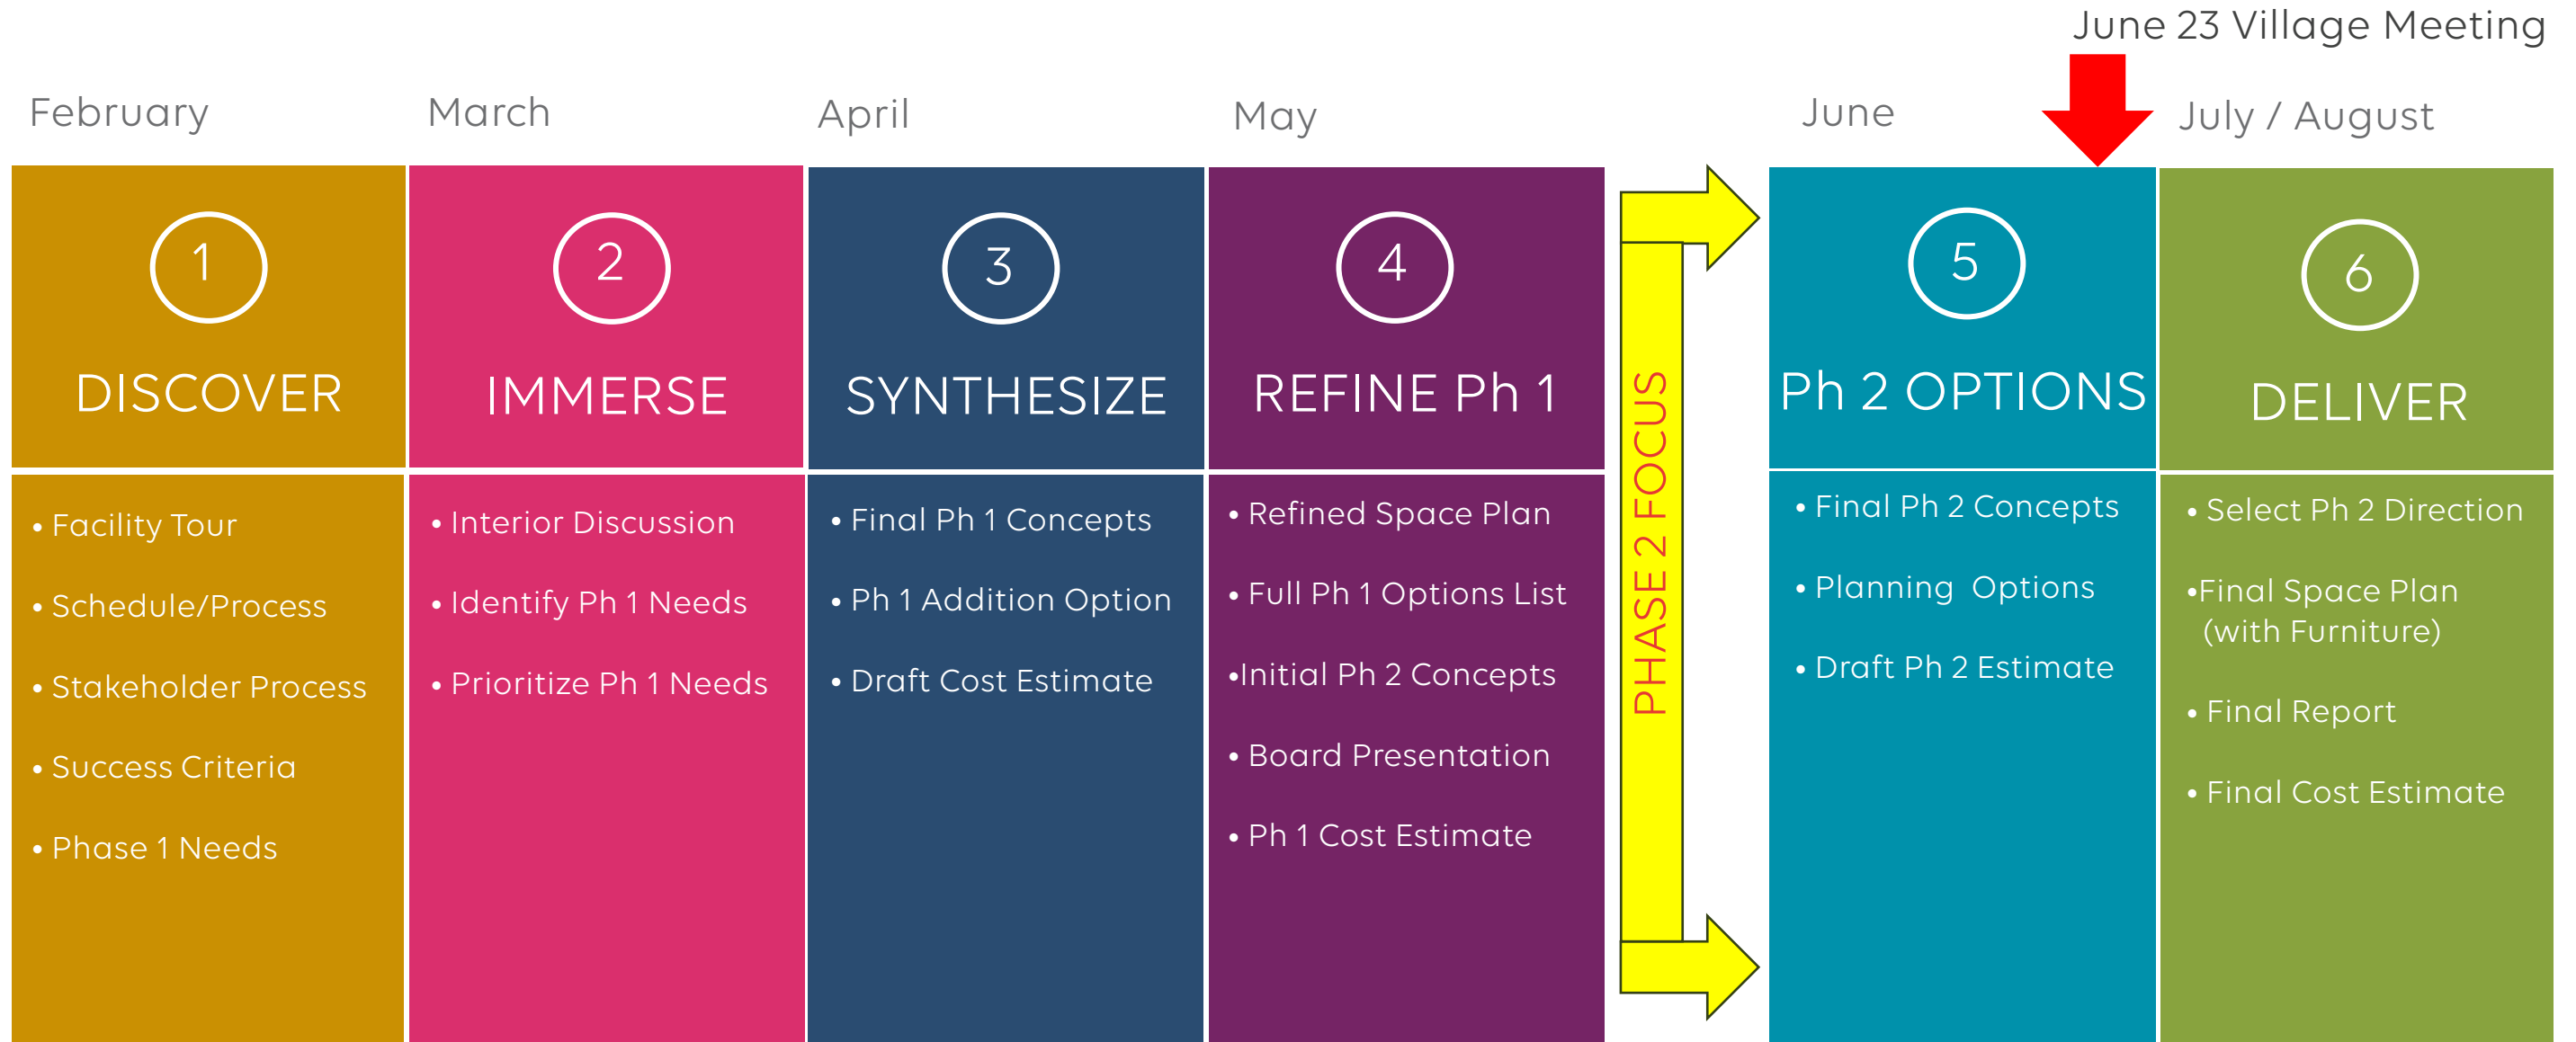 June 23 Village Meeting
February
March
April
May
June
July / August
1
DISCOVER
• Facility Tour
• Schedule/Process
• Stakeholder Process
• Success Criteria
• Phase 1 Needs
2
IMMERSE
• Interior Discussion
• Identify Ph 1 Needs
• Prioritize Ph 1 Needs
3
SYNTHESIZE
• Final Ph 1 Concepts
• Ph 1 Addition Option
• Draft Cost Estimate
4
REFINE Ph 1
• Refined Space Plan
• Full Ph 1 Options List
•Initial Ph 2 Concepts
• Board Presentation
• Ph 1 Cost Estimate
PHASE 2 FOCUS
5
Ph 2 OPTIONS
• Final Ph 2 Concepts
• Planning  Options
• Draft Ph 2 Estimate
6
DELIVER
• Select Ph 2 Direction
•Final Space Plan
(with Furniture)
• Final Report
• Final Cost Estimate